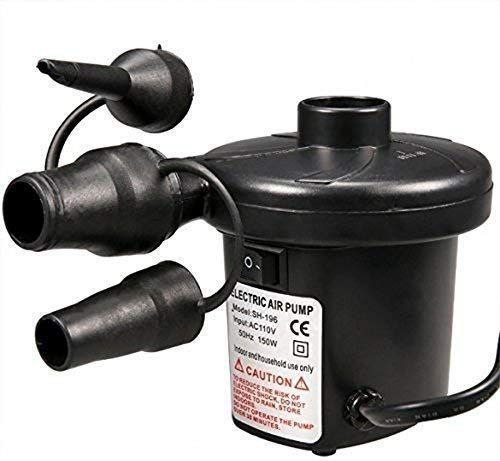 ELECTRIC AIR PUMP
Model:SH-196
Input:AC110V
50Hz 150W
CE
Indoor and household use only
CAUTION
TO REDUCE THE RISK OF
ELECTRIC SHOCK, DO NOT
EXPOSE TO RAIN, STORE
INDOORS.
DO NOT OPERATE THE PUMP
OVER 20 MINUTES.